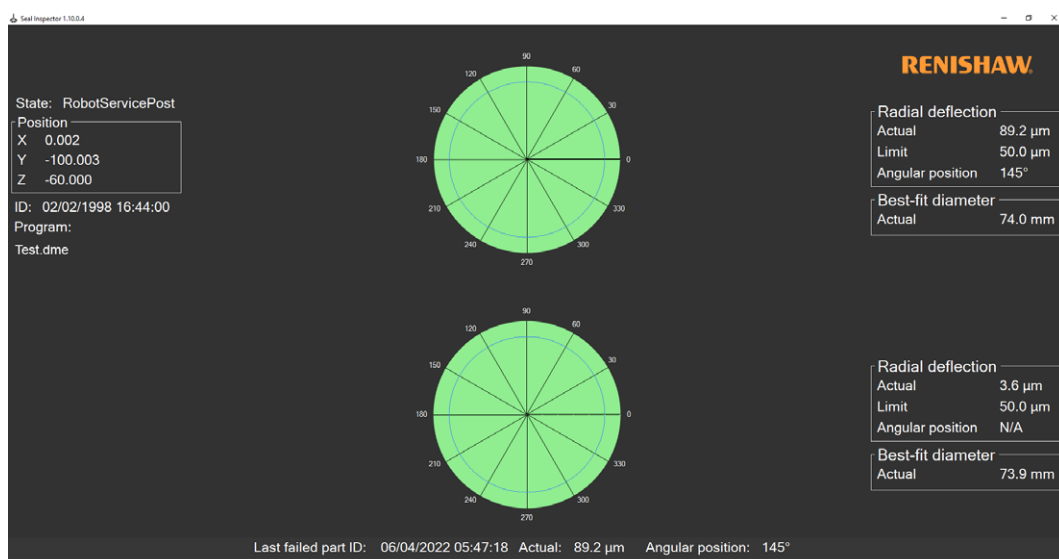 Seal Inspector 1.10.0.4
RENISHAW.
State: RobotServicePost
Position
X 0.002
Y -100.003
Z -60.000
ID: 02/02/1998 16:44:00
Program:
Test.dme
90
120 60
150 30
180 0
210 330
240 300
270
Radial deflection
Actual 89.2 µm
Limit 50.0 µm
Angular position 145°
Best-fit diameter
Actual 74.0 mm
90
120 60
150 30
180 0
210 330
240 300
270
Radial deflection
Actual 3.6 µm
Limit 50.0 µm
Angular position N/A
Best-fit diameter
Actual 73.9 mm
Last failed part ID: 06/04/2022 05:47:18 Actual: 89.2 µm Angular position: 145°